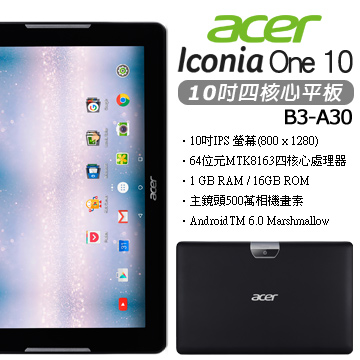 acer
Iconia One 10
10吋四核心平板
B3-A30
・10吋IPS 螢幕(800 x 1280)
・64位元MTK8163四核心處理器
・1 GB RAM / 16GB ROM
・主鏡頭500萬相機畫素
・AndroidTM 6.0 Marshmallow
acer
acer